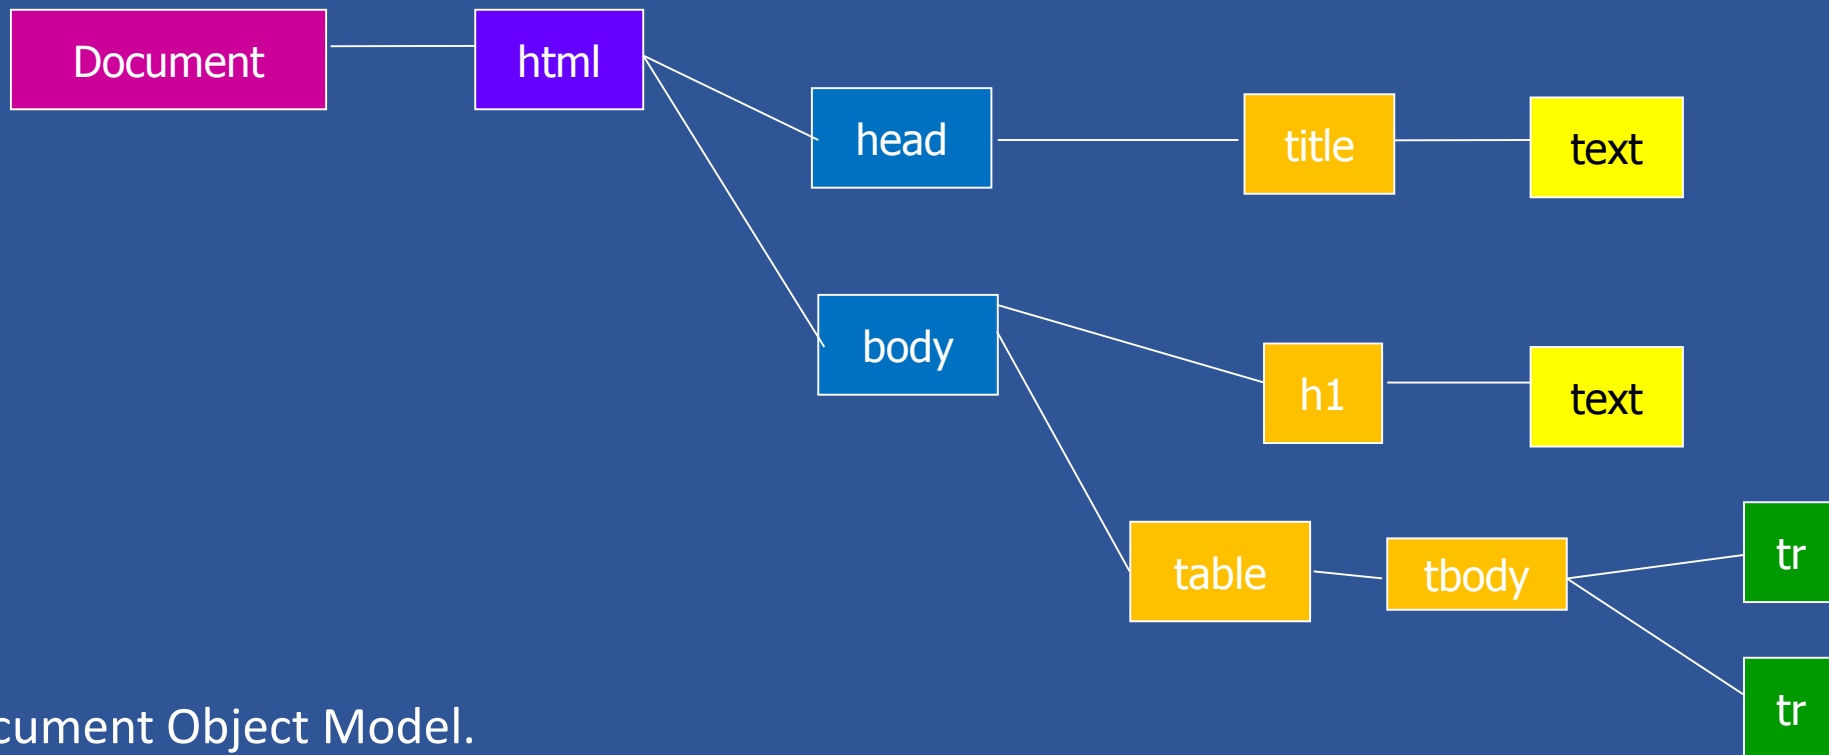 Document
html
head
title
text
body
h1
text
table
tbody
tr
tr
cument Object Model.